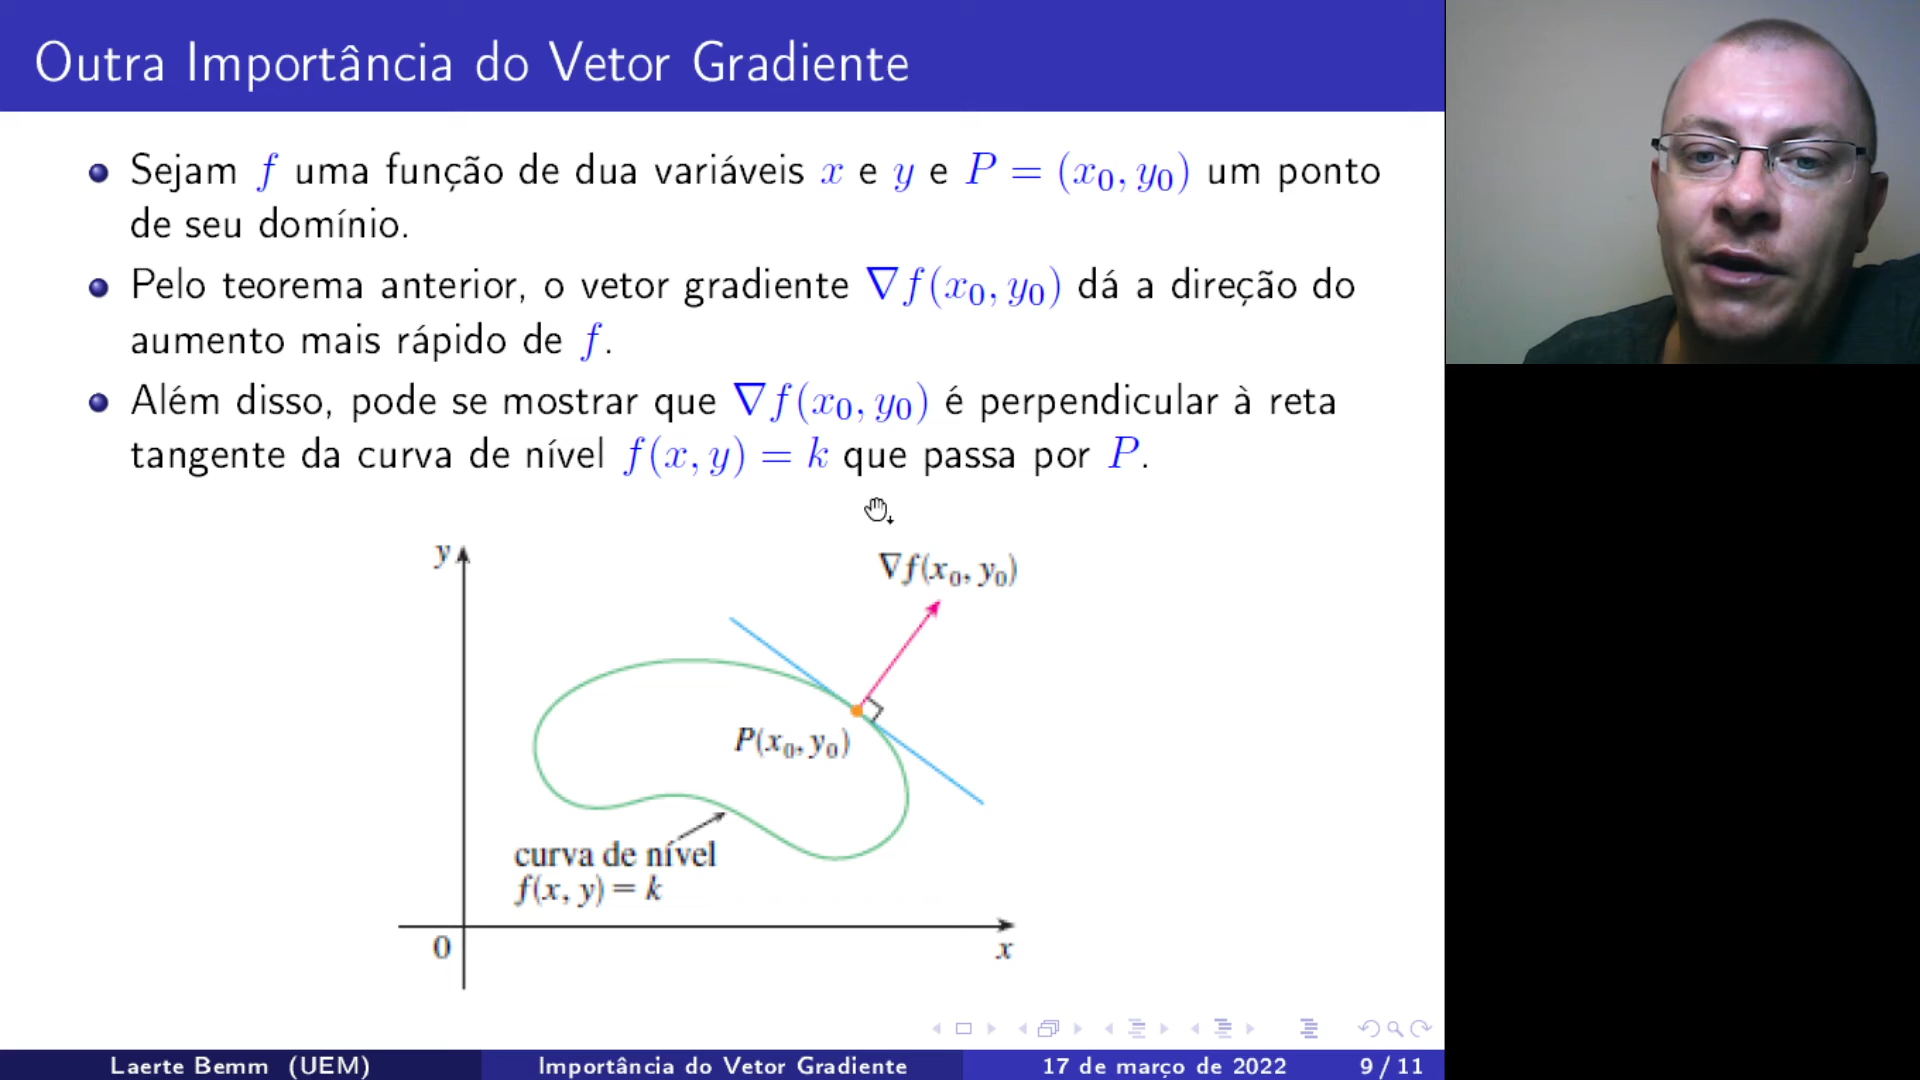 Outra Importância do Vetor Gradiente
Sejam f uma função de dua variáveis x e y e P = (x₀, y₀) um ponto
de seu domínio.
Pelo teorema anterior, o vetor gradiente ∇f(x₀, y₀) dá a direção do
aumento mais rápido de f.
Além disso, pode se mostrar que ∇f(x₀, y₀) é perpendicular à reta
tangente da curva de nível f(x, y) = k que passa por P.
y
∇f(x₀, y₀)
P(x₀, y₀)
curva de nível
f(x, y) = k
0
x
Laerte Bemm (UEM) Importância do Vetor Gradiente 17 de março de 2022 9 / 11